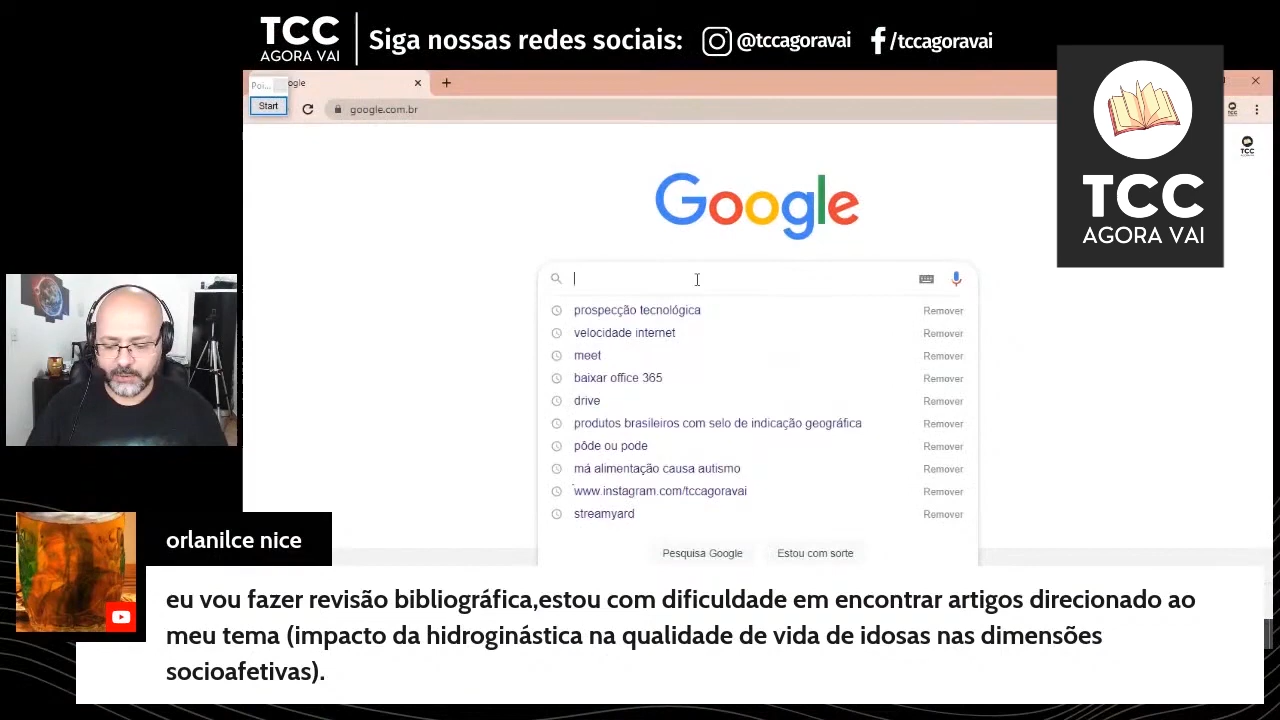 TCC
AGORA VAI
Siga nossas redes sociais:
@tccagoravai
/tccagoravai
Poi...
ogle
Start
google.com.br
TCC
TCC
AGORA VAI
Google
prospecção tecnológica
Remover
velocidade internet
Remover
meet
Remover
baixar office 365
Remover
drive
Remover
produtos brasileiros com selo de indicação geográfica
Remover
pôde ou pode
Remover
má alimentação causa autismo
Remover
www.instagram.com/tccagoravai
Remover
streamyard
Remover
Pesquisa Google
Estou com sorte
orlanilce nice
eu vou fazer revisão bibliográfica,estou com dificuldade em encontrar artigos direcionado ao
meu tema (impacto da hidroginástica na qualidade de vida de idosas nas dimensões
socioafetivas).